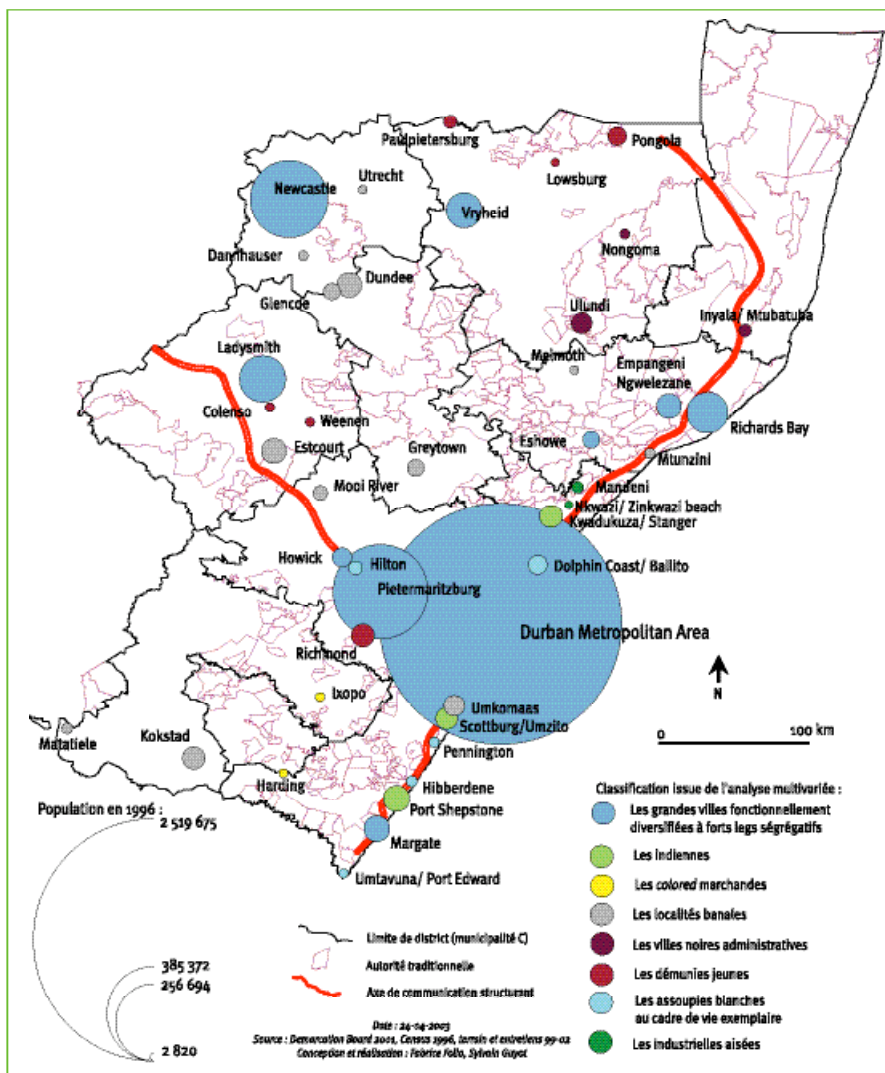 Paulpietersburg
Pongola
Lowsburg
Utrecht
Newcastle
Vryheid
Nongoma
Dannhauser
Dundee
Glencoe
Ulundi
Inyala/ Mtubatuba
Ladysmith
Melmoth
Empangeni
Ngwelezane
Colenso
Weenen
Richards Bay
Estcourt
Greytown
Eshowe
Mtunzini
Mooi River
Mandeni
Nkwazi/ Zinkwazi beach
Kwadukuza/ Stanger
Howick
Hilton
Dolphin Coast/ Ballito
Pietermaritzburg
Durban Metropolitan Area
Richmond
N
Ixopo
Umkomaas
Scottburg/Umzito
0 100 km
Matatiele
Kokstad
Pennington
Harding
Hibberdene
Port Shepstone
Margate
Umtavuna/ Port Edward
Population en 1996 :
2 519 675
385 372
256 694
2 820
Limite de district (municipalité C)
Autorité traditionnelle
Axe de communication structurant
Classification issue de l'analyse multivariée :
Les grandes villes fonctionnellement
diversifiées à forts legs ségrégatifs
Les indiennes
Les colored marchandes
Les localités banales
Les villes noires administratives
Les démunies jeunes
Les assoupies blanches
au cadre de vie exemplaire
Les industrielles aisées
Date : 24-04-2003
Source : Demarcation Board 2001, Census 1996, terrain et entretiens 99-02
Conception et réalisation : Fabrice Folio, Sylvain Guyot